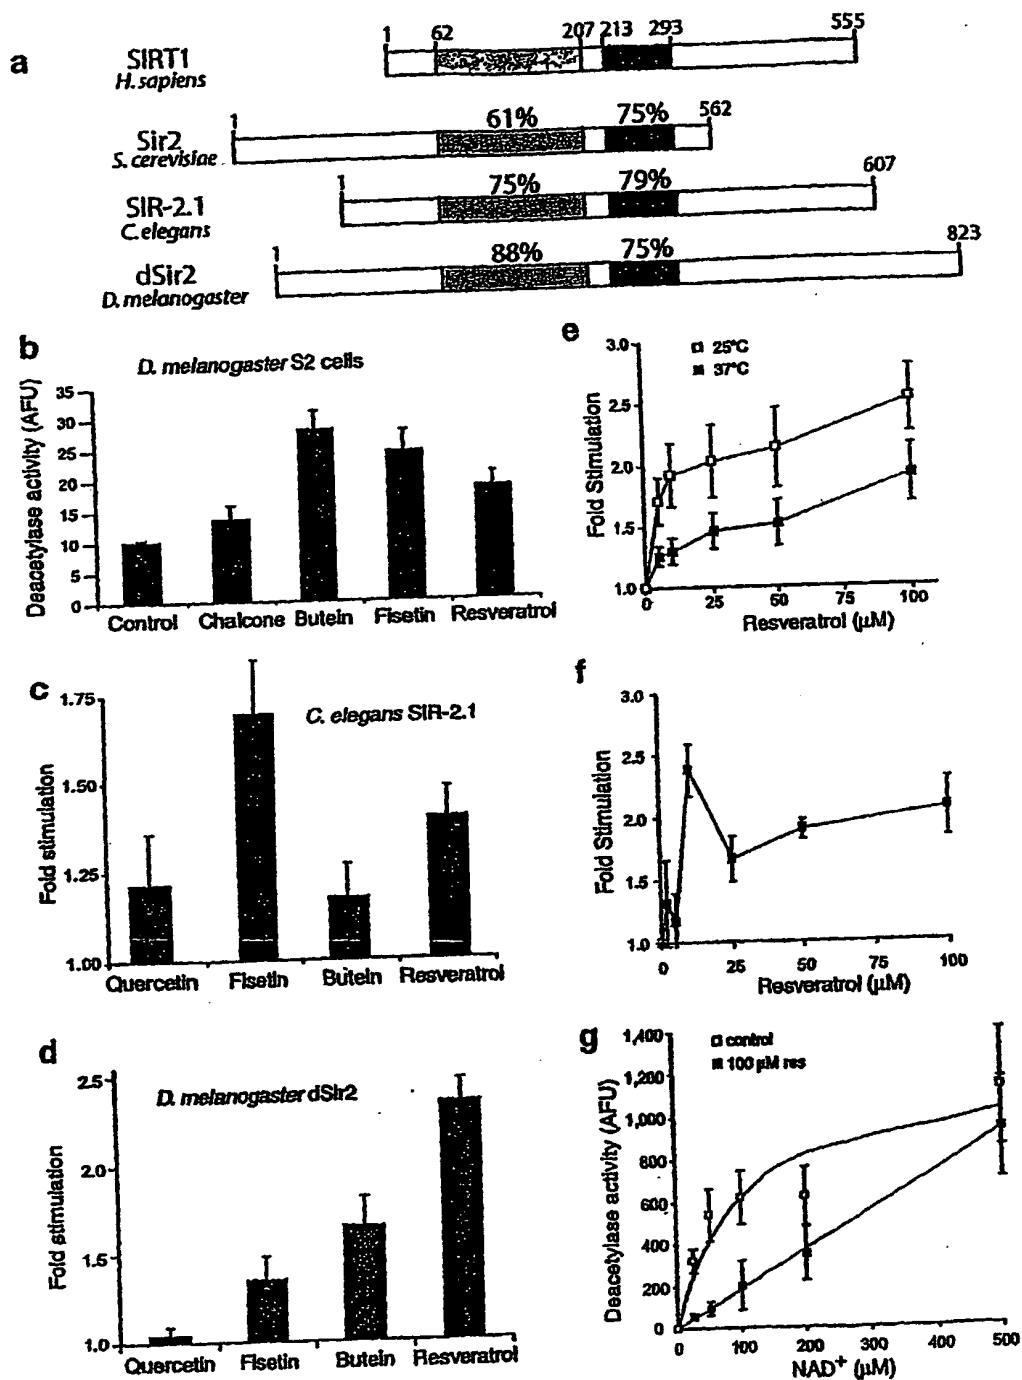 a
SIRT1
H. sapiens
1 62 207 213 293 555
Sir2
S. cerevisiae
1 61% 75% 562
SIR-2.1
C. elegans
1 75% 79% 607
dSir2
D. melanogaster
1 88% 75% 823
b
D. melanogaster S2 cells
Deacetylase activity (AFU)
35
30
25
20
15
10
5
0
Control Chalcone Butein Fisetin Resveratrol
e
25°C
37°C
Fold Stimulation
3.0
2.5
2.0
1.5
1.0
0 25 50 75 100
Resveratrol (µM)
c
C. elegans SIR-2.1
Fold stimulation
1.75
1.50
1.25
1.00
Quercetin Fisetin Butein Resveratrol
f
Fold Stimulation
3.0
2.5
2.0
1.5
1.0
0 25 50 75 100
Resveratrol (µM)
d
D. melanogaster dSir2
Fold stimulation
2.5
2.0
1.5
1.0
Quercetin Fisetin Butein Resveratrol
g
control
100 µM res
Deacetylase activity (AFU)
1,400
1,200
1,000
800
600
400
200
0
0 100 200 300 400 500
NAD+ (µM)